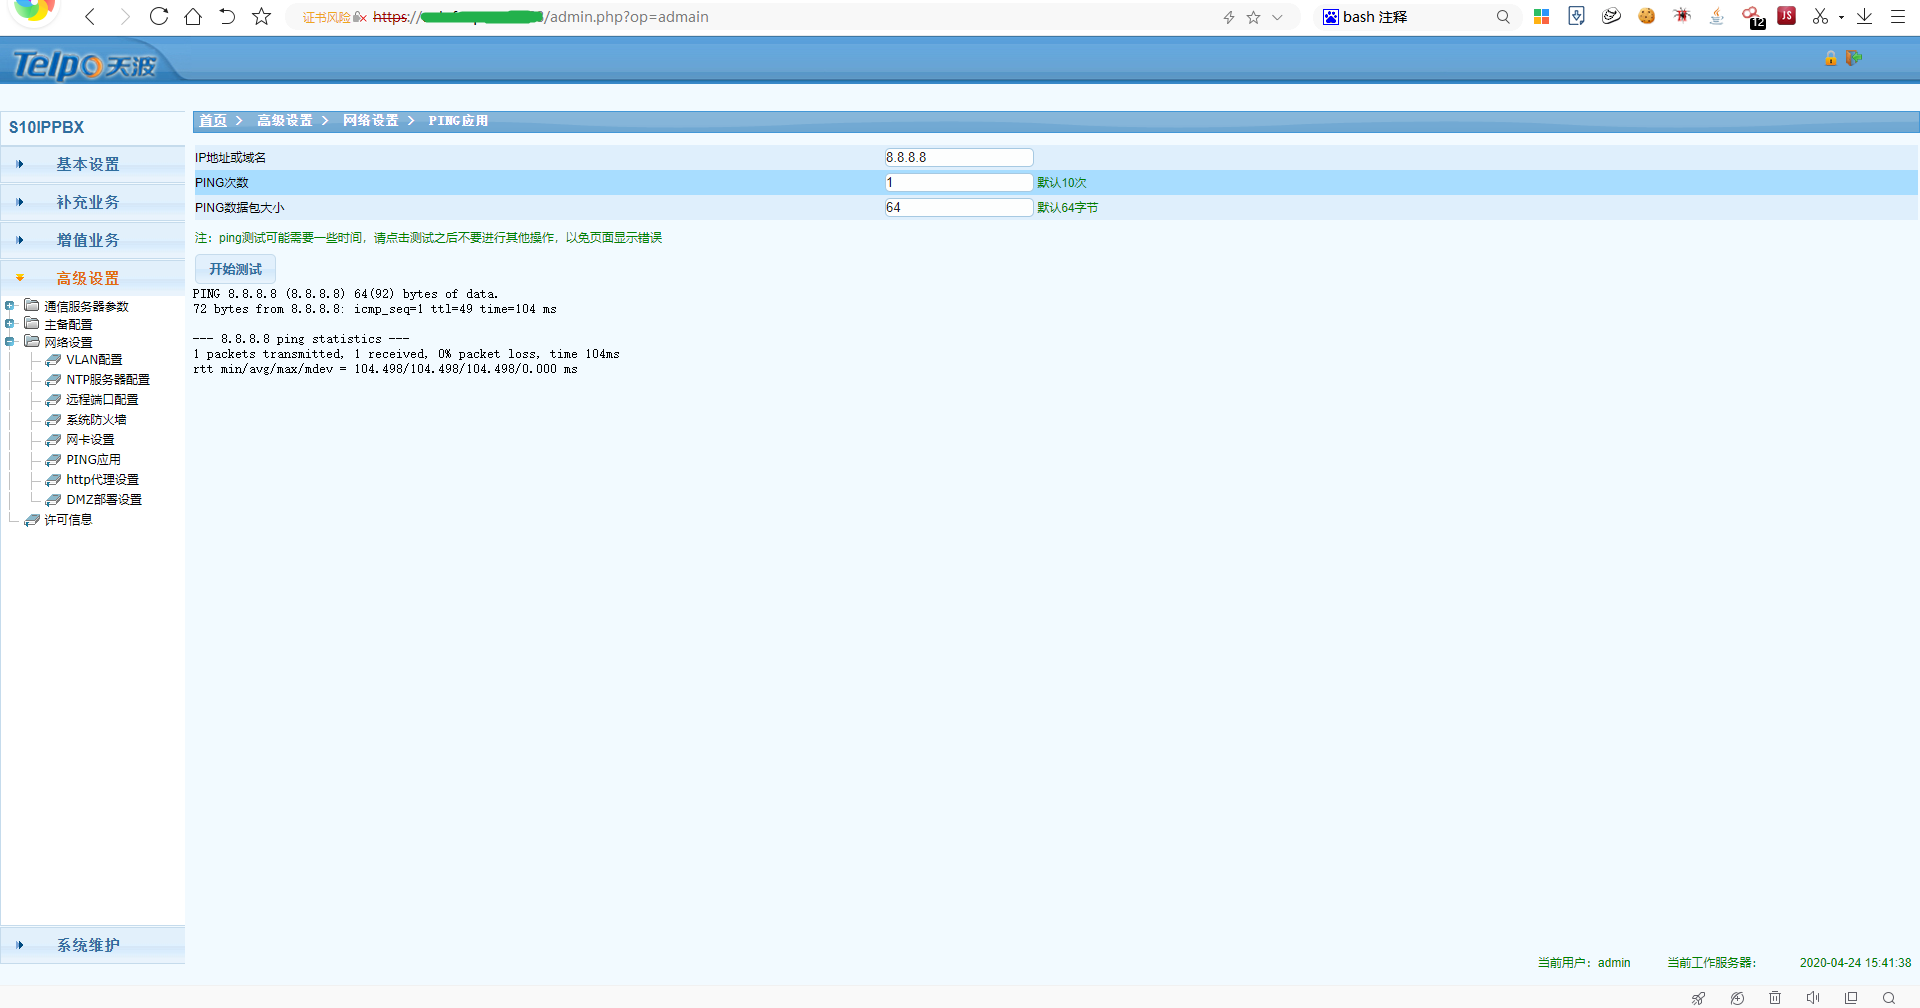 证书风险 https:// /admin.php?op=admain
bash 注释
12
JS
Telpo天波
S10IPPBX
基本设置
补充业务
增值业务
高级设置
通信服务器参数
主备配置
网络设置
VLAN配置
NTP服务器配置
远程端口配置
系统防火墙
网卡设置
PING应用
http代理设置
DMZ部署设置
许可信息
系统维护
首页 > 高级设置 > 网络设置 > PING应用
IP地址或域名 8.8.8.8
PING次数 1 默认10次
PING数据包大小 64 默认64字节
注：ping测试可能需要一些时间，请点击测试之后不要进行其他操作，以免页面显示错误
开始测试
PING 8.8.8.8 (8.8.8.8) 64(92) bytes of data.
72 bytes from 8.8.8.8: icmp_seq=1 ttl=49 time=104 ms
--- 8.8.8.8 ping statistics ---
1 packets transmitted, 1 received, 0% packet loss, time 104ms
rtt min/avg/max/mdev = 104.498/104.498/104.498/0.000 ms
当前用户：admin 当前工作服务器： 2020-04-24 15:41:38